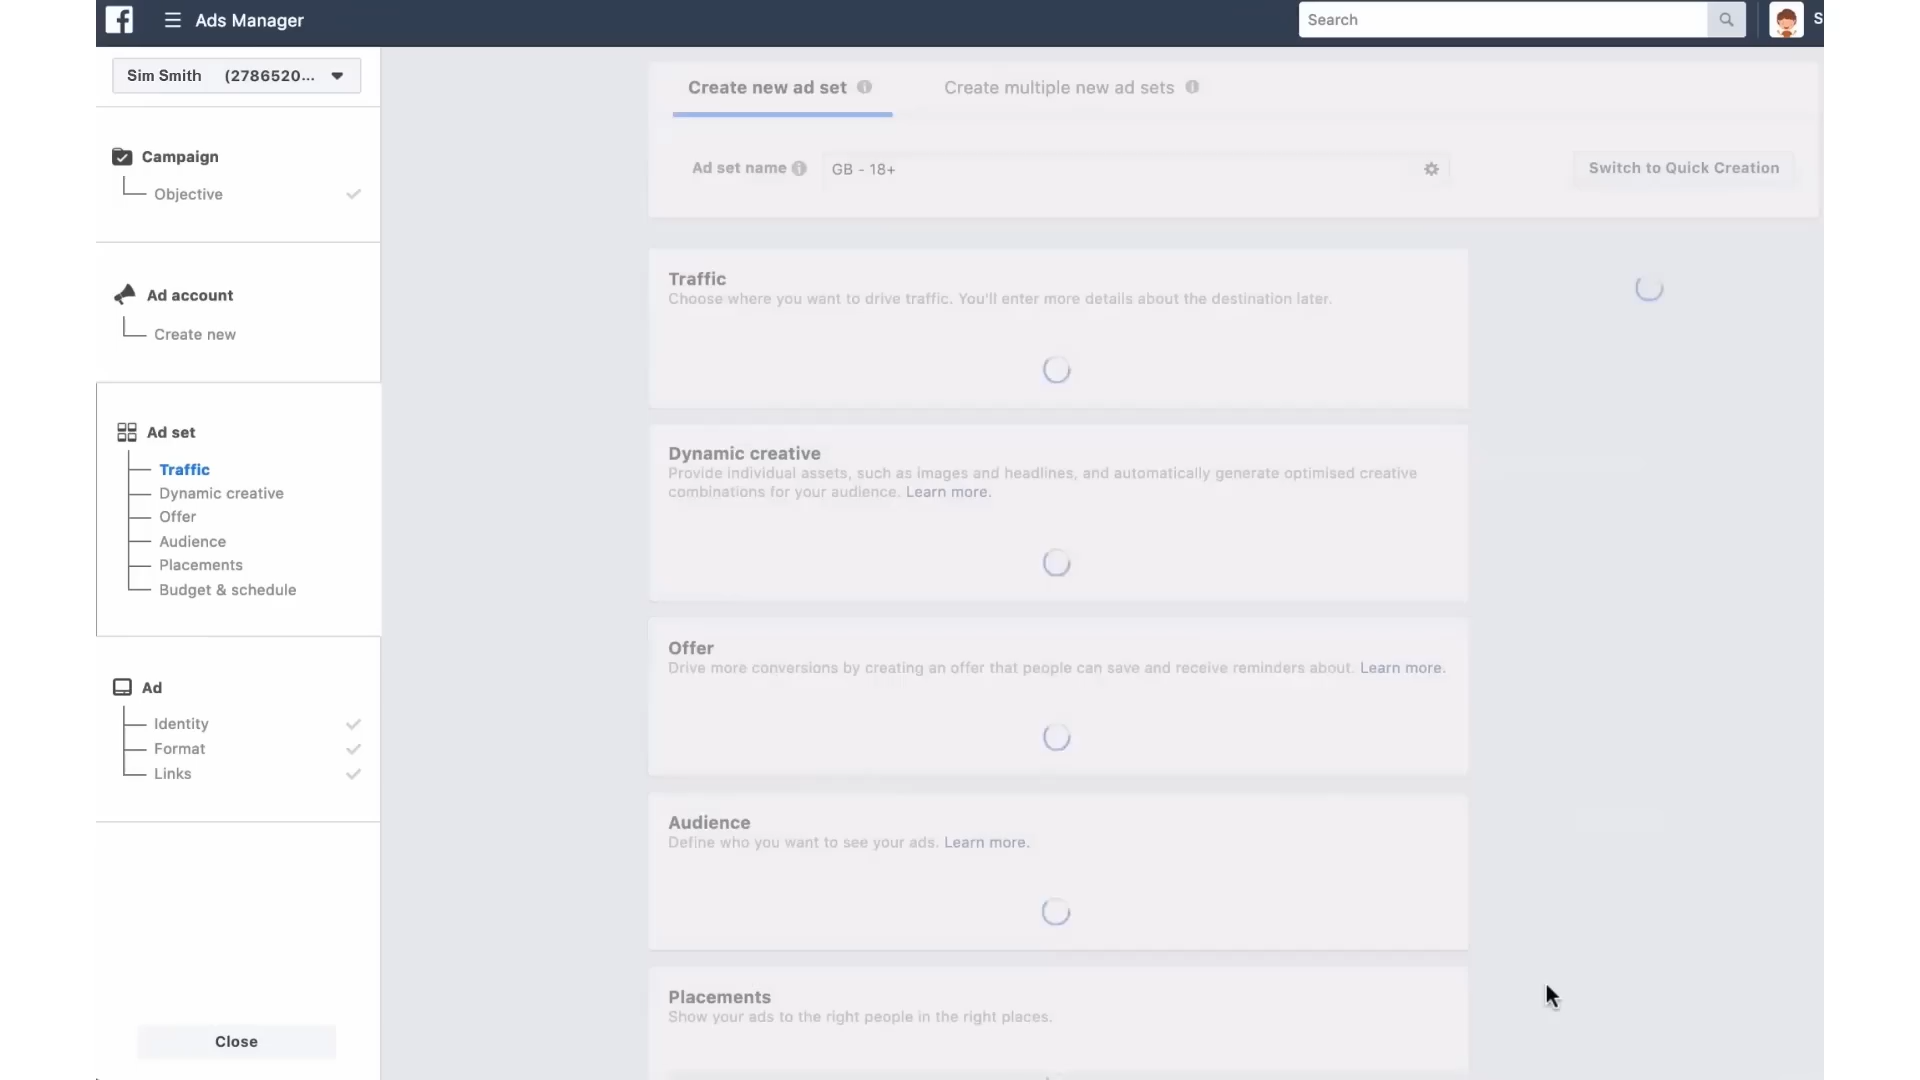 Ads Manager
Search
S
Sim Smith (2786520...
Campaign
Objective
Ad account
Create new
Ad set
Traffic
Dynamic creative
Offer
Audience
Placements
Budget & schedule
Ad
Identity
Format
Links
Close
Create new ad set
Create multiple new ad sets
Ad set name
GB - 18+
Switch to Quick Creation
Traffic
Choose where you want to drive traffic. You'll enter more details about the destination later.
Dynamic creative
Provide individual assets, such as images and headlines, and automatically generate optimised creative
combinations for your audience. Learn more.
Offer
Drive more conversions by creating an offer that people can save and receive reminders about. Learn more.
Audience
Define who you want to see your ads. Learn more.
Placements
Show your ads to the right people in the right places.